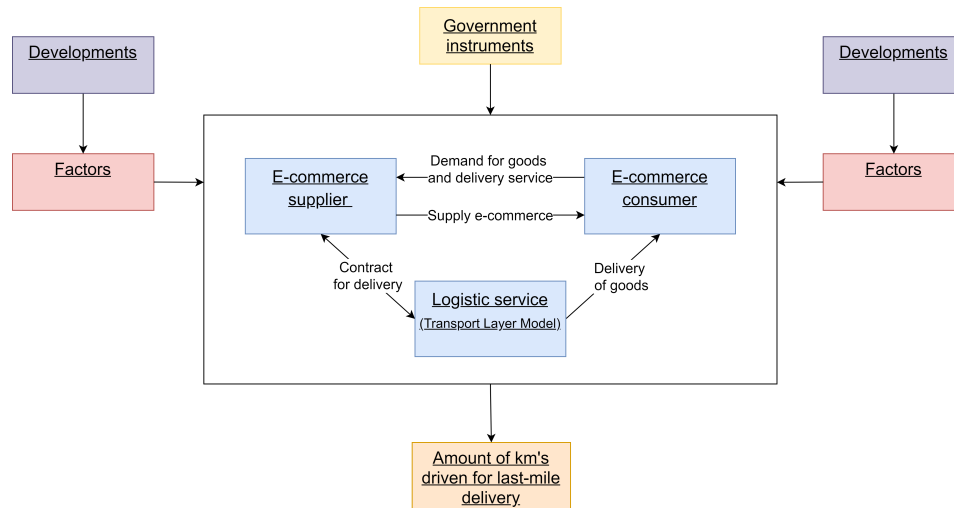 Government
instruments
Developments
Developments
Factors
Factors
E-commerce
supplier
Demand for goods
and delivery service
Supply e-commerce
E-commerce
consumer
Contract
for delivery
Delivery
of goods
Logistic service
(Transport Layer Model)
Amount of km's
driven for last-mile
delivery